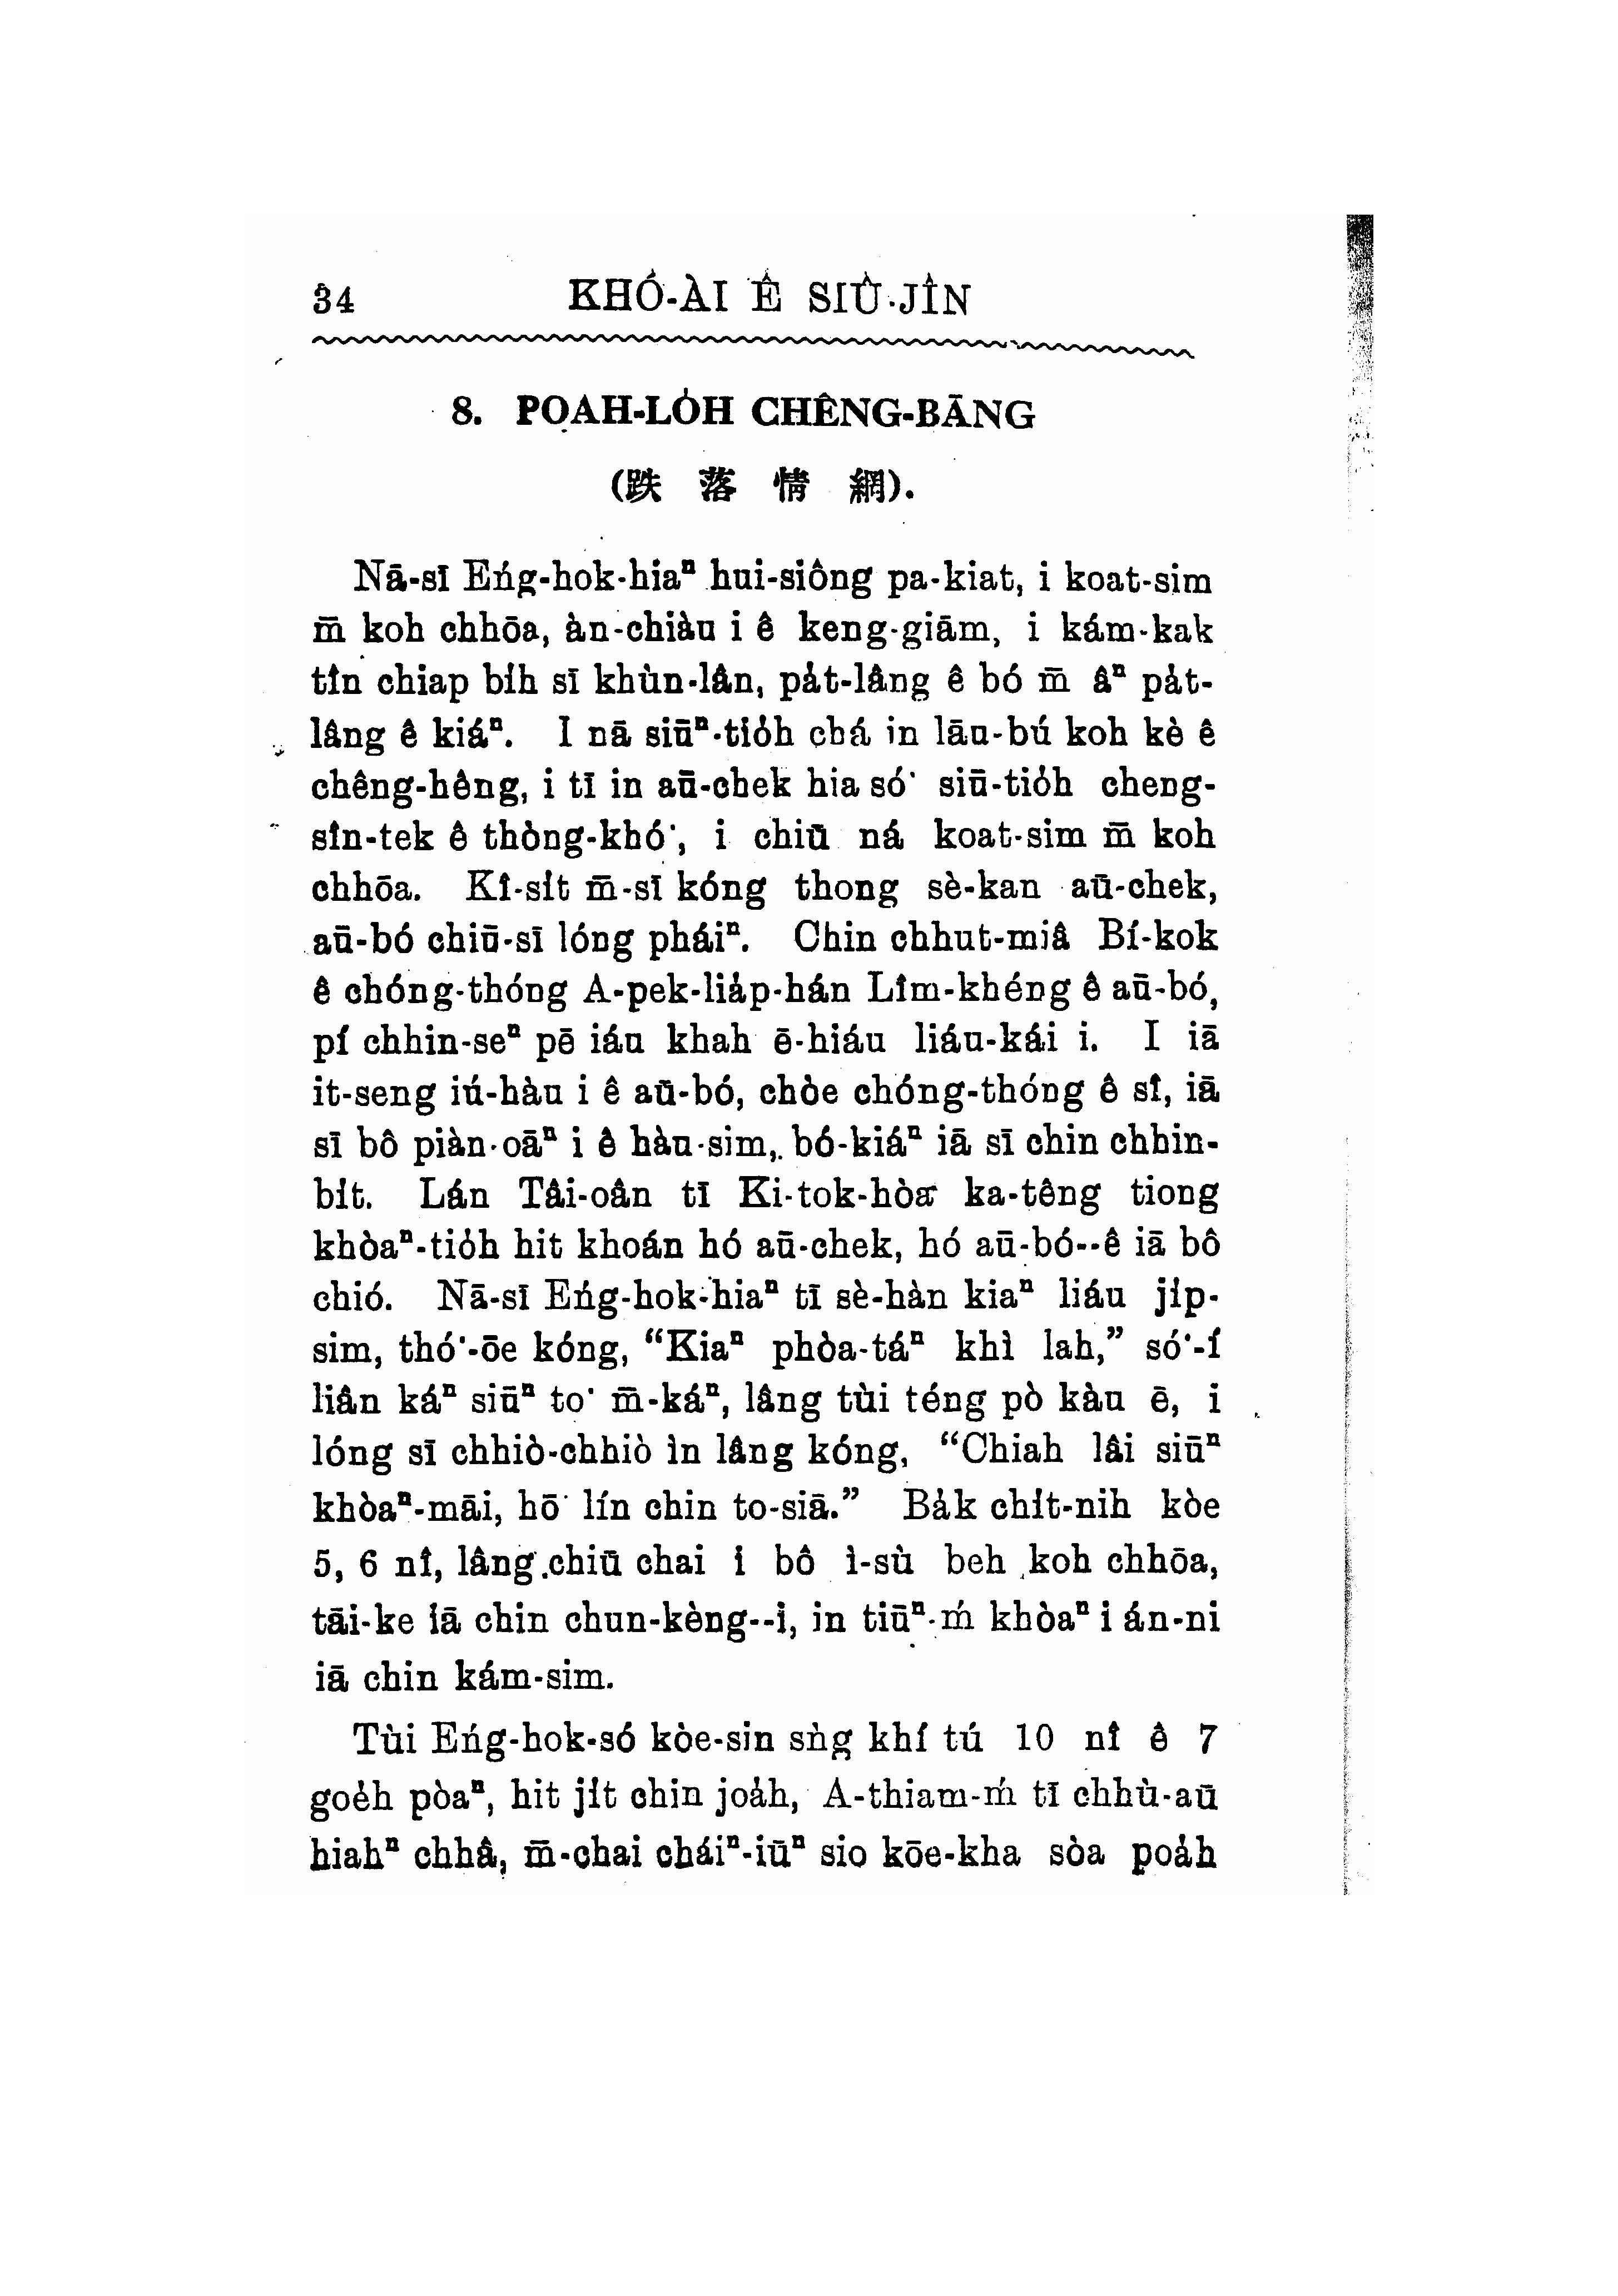 34 KHÓ-ÀI Ê SIÙ-JÎN
8. POAH-LO̍H CHÊNG-BĀNG
(跌落情網).
Nā-sī Eńg-hok-hiaⁿ hui-siông pa-kiat, i koat-sim
m̄ koh chhōa, àn-chiàu i ê keng-giām, i kám-kak
tîn chiap bih sī khùn-lân, pa̍t-lâng ê bó m̄ âⁿ pa̍t-
lâng ê kiáⁿ. I nā siūⁿ-tio̍h chá in lāu-bú koh kè ê
chêng-hêng, i tī in aū-chek hia só͘ siū-tio̍h cheng-
sîn-tek ê thòng-khó͘, i chiū ná koat-sim m̄ koh
chhōa. Kî-si̍t m̄-sī kóng thong sè-kan aū-chek,
aū-bó chiū-sī lóng pháiⁿ. Chin chhut-miâ Bí-kok
ê chóng-thóng A-pek-lia̍p-hán Lîm-khéng ê aū-bó,
pí chhin-seⁿ pē iáu khah ē-hiáu liáu-kái i. I iā
it-seng iú-hàu i ê aū-bó, chòe chóng-thóng ê sî, iā
sī bô piàn-oāⁿ i ê hàu-sim, bó-kiáⁿ iā sī chin chhin-
bi̍t. Lán Tâi-oân tī Ki-tok-hòa ka-têng tiong
khòaⁿ-tio̍h hit khoán hó aū-chek, hó aū-bó--ê iā bô
chió. Nā-sī Eńg-hok-hiaⁿ tī sè-hàn kiaⁿ liáu ji̍p-
sim, thó͘-ōe kóng, “Kiaⁿ phòa-táⁿ khì lah,” só͘-í
liân káⁿ siūⁿ to͘ m̄-káⁿ, lâng tùi téng pò kàu ē, i
lóng sī chhiò-chhiò ìn lâng kóng, “Chiah lâi siūⁿ
khòaⁿ-māi, hō͘ lín chin to-siā.” Ba̍k chi̍t-nih kòe
5, 6 nî, lâng chiū chai i bô ì-sù beh koh chhōa,
tāi-ke iā chin chun-kèng--i, in tiūⁿ-ḿ khòaⁿ i án-ni
iā chin kám-sim.
Tùi Eńg-hok-só kòe-sin sǹg khí tú 10 nî ê 7
goe̍h pòaⁿ, hit ji̍t chin joa̍h, A-thiam-ḿ tī chhù-aū
hiahⁿ chhâ, m̄-chai cháiⁿ-iūⁿ sio kōe-kha sòa poa̍h